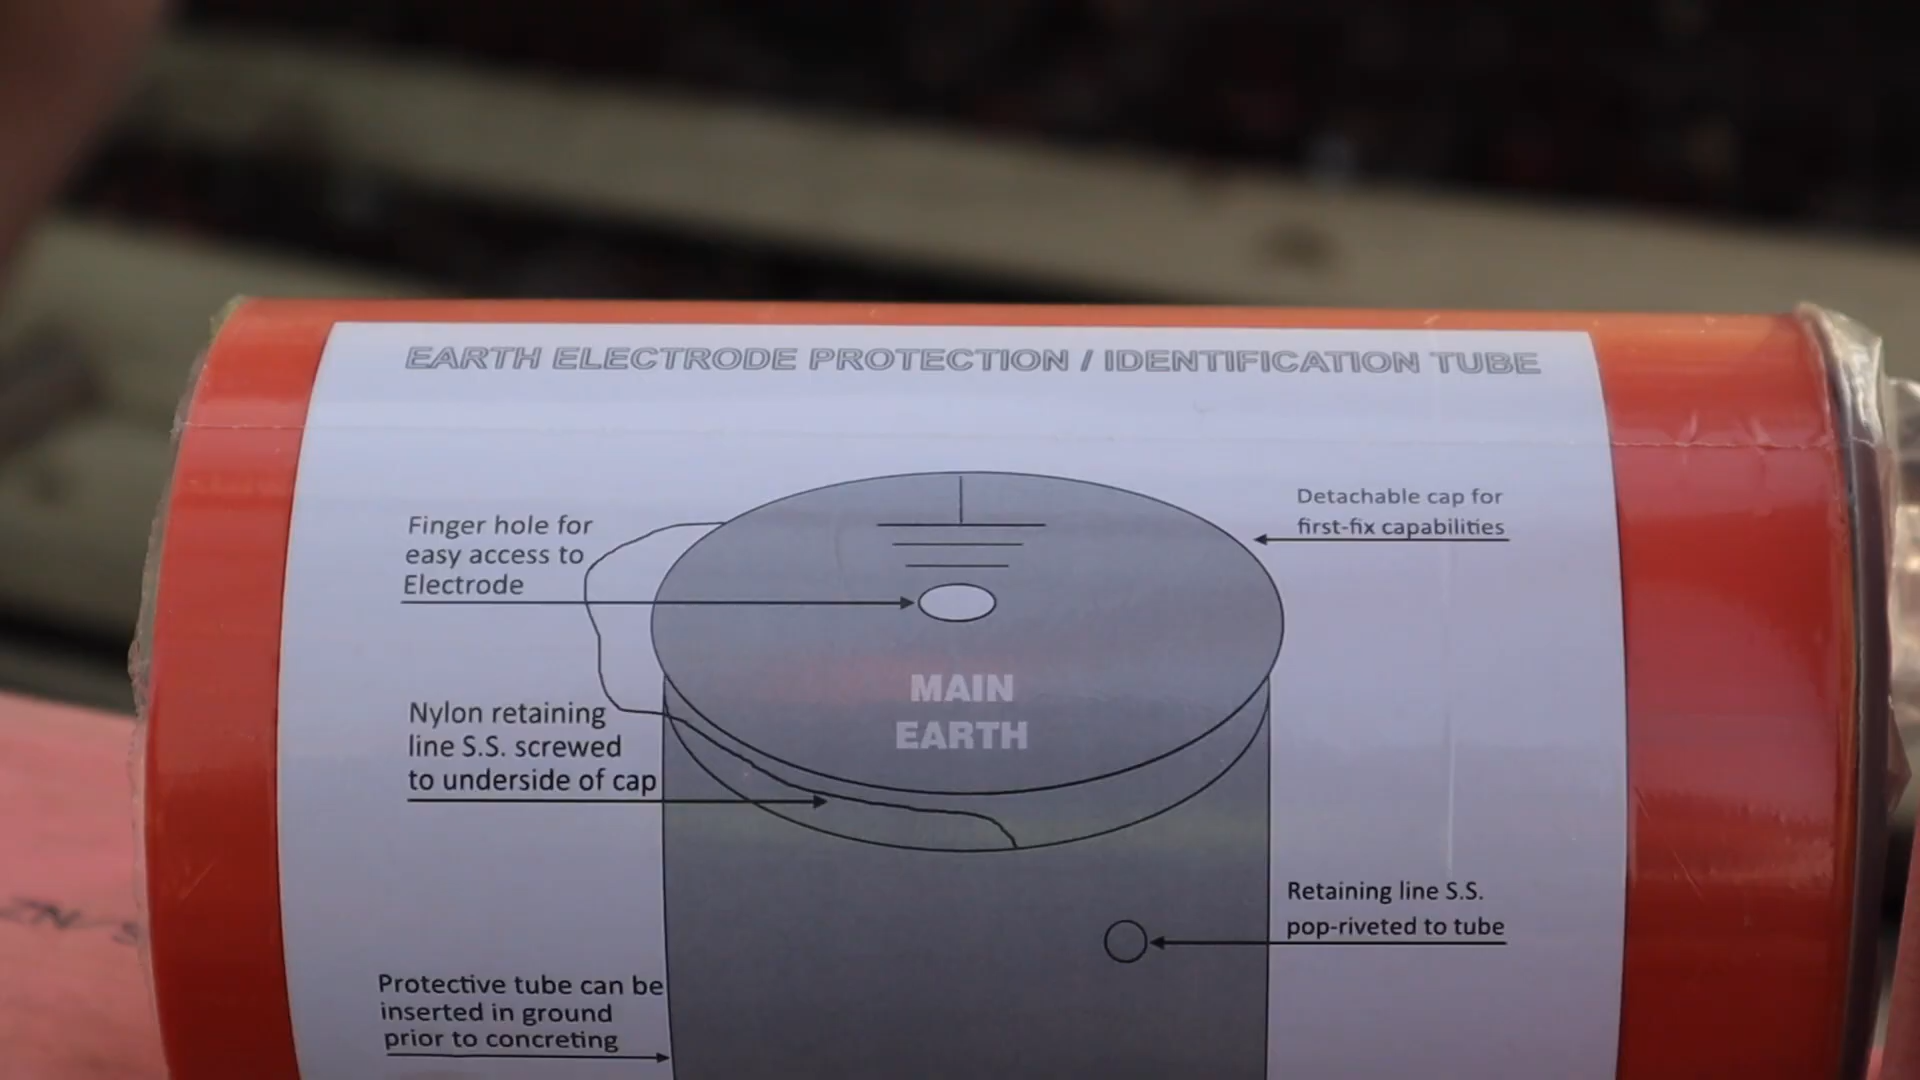 EARTH ELECTRODE PROTECTION / IDENTIFICATION TUBE
Detachable cap for
first-fix capabilities
Finger hole for
easy access to
Electrode
MAIN
EARTH
Nylon retaining
line S.S. screwed
to underside of cap
Retaining line S.S.
pop-riveted to tube
Protective tube can be
inserted in ground
prior to concreting